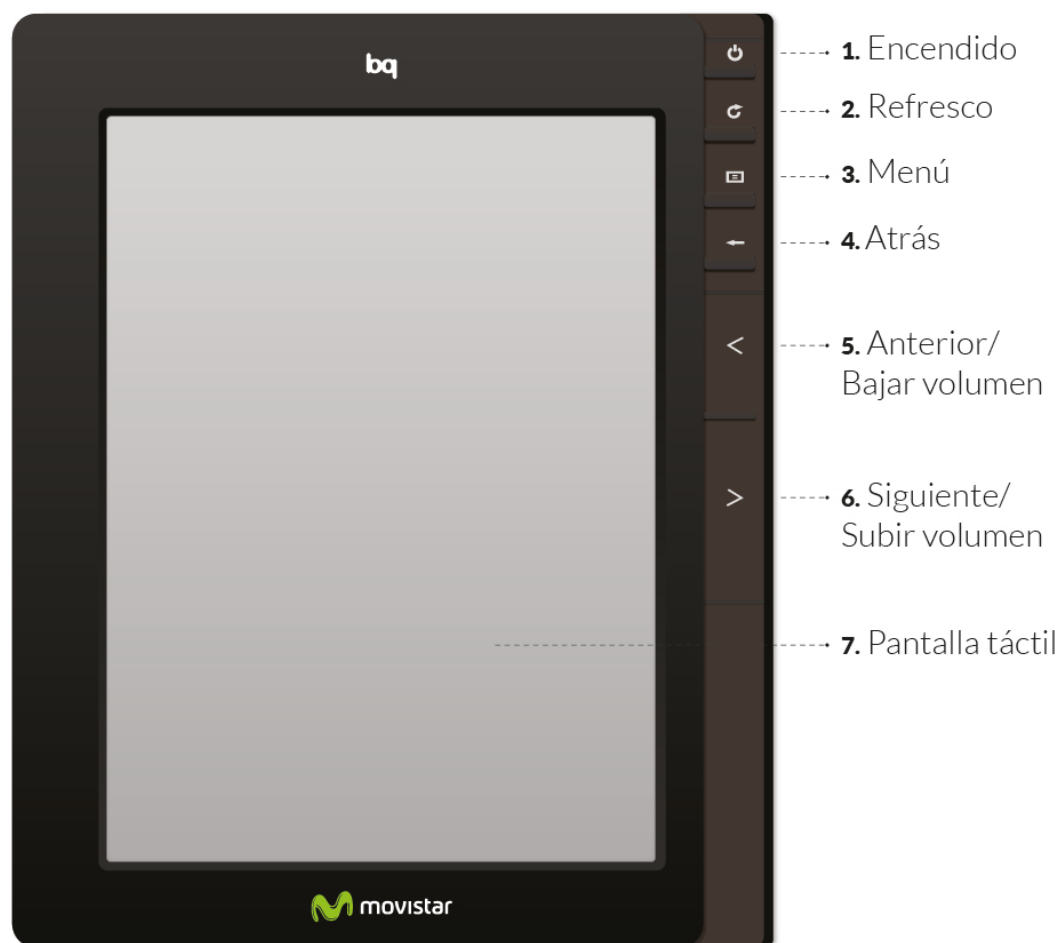 bq
1. Encendido
2. Refresco
3. Menú
4. Atrás
5. Anterior/
Bajar volumen
6. Siguiente/
Subir volumen
7. Pantalla táctil
movistar